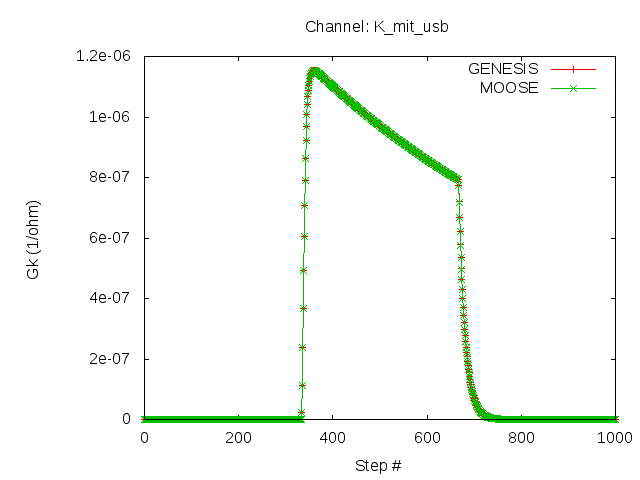 Channel: K_mit_usb
GENESIS
MOOSE
Gk (1/ohm)
1.2e-06
1e-06
8e-07
6e-07
4e-07
2e-07
0
0 200 400 600 800 1000
Step #